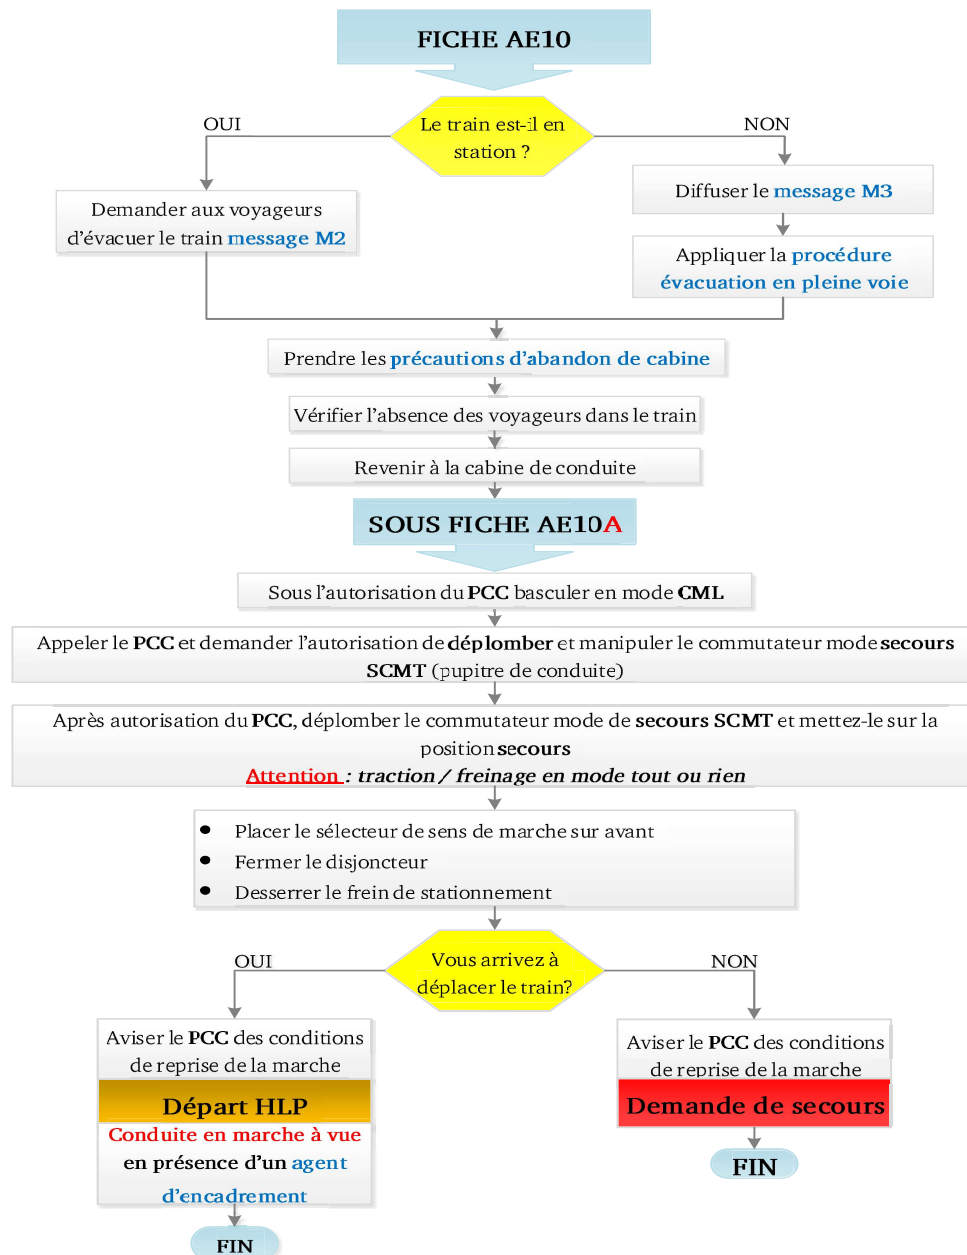 FICHE AE10
Le train est-il en
station ?
OUI
NON
Demander aux voyageurs
d’évacuer le train message M2
Diffuser le message M3
Appliquer la procédure
évacuation en pleine voie
Prendre les précautions d’abandon de cabine
Vérifier l’absence des voyageurs dans le train
Revenir à la cabine de conduite
SOUS FICHE AE10A
Sous l’autorisation du PCC basculer en mode CML
Appeler le PCC et demander l’autorisation de déplomber et manipuler le commutateur mode secours
SCMT (pupitre de conduite)
Après autorisation du PCC, déplomber le commutateur mode de secours SCMT et mettez-le sur la
position secours
Attention : traction / freinage en mode tout ou rien
• Placer le sélecteur de sens de marche sur avant
• Fermer le disjoncteur
• Desserrer le frein de stationnement
Vous arrivez à
déplacer le train?
OUI
NON
Aviser le PCC des conditions
de reprise de la marche
Départ HLP
Conduite en marche à vue
en présence d’un agent
d’encadrement
FIN
Aviser le PCC des conditions
de reprise de la marche
Demande de secours
FIN